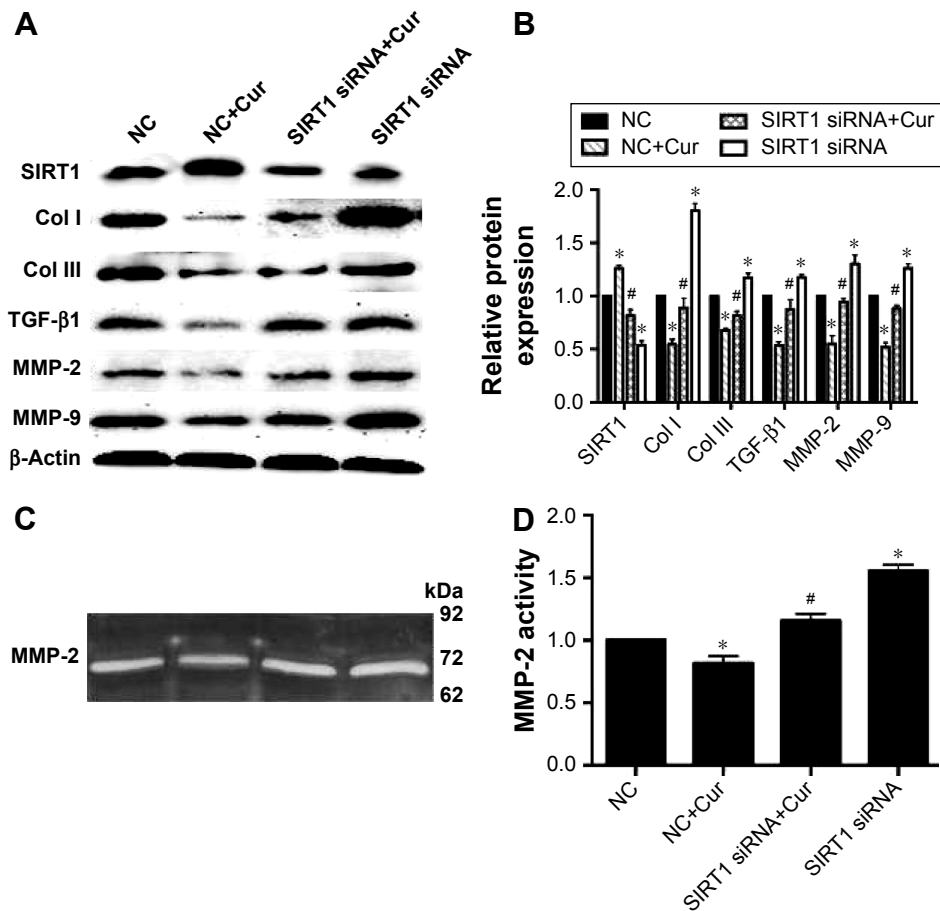 A
NC
NC+Cur
SIRT1 siRNA+Cur
SIRT1 siRNA
SIRT1
Col I
Col III
TGF-β1
MMP-2
MMP-9
β-Actin
B
NC
SIRT1 siRNA+Cur
NC+Cur
SIRT1 siRNA
Relative protein
expression
2.0
1.5
1.0
0.5
0.0
* # *
* # *
* # *
* # *
* # *
* # *
SIRT1
Col I
Col III
TGF-β1
MMP-2
MMP-9
C
kDa
92
MMP-2
72
62
D
MMP-2 activity
2.0
1.5
1.0
0.5
0.0
*
#
*
NC
NC+Cur
SIRT1 siRNA+Cur
SIRT1 siRNA